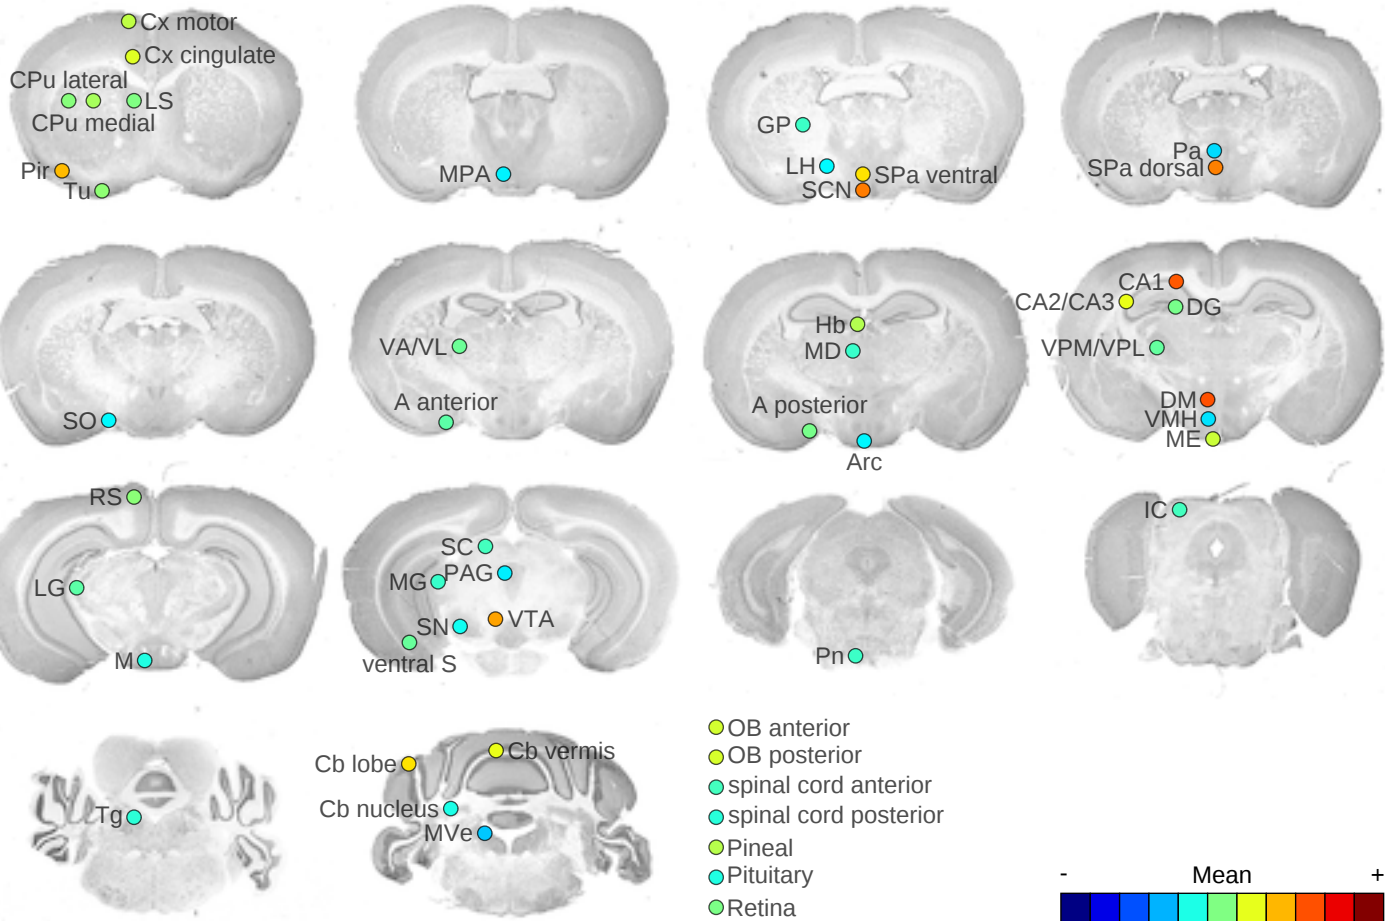 Cx motor
Cx cingulate
CPu lateral
LS
CPu medial
Pir
Tu
MPA
GP
LH
SPa ventral
SCN
Pa
SPa dorsal
SO
VA/VL
A anterior
Hb
MD
A posterior
Arc
CA1
CA2/CA3
DG
VPM/VPL
DM
VMH
ME
RS
LG
M
SC
MG
PAG
SN
VTA
ventral S
Pn
IC
Tg
Cb lobe
Cb vermis
Cb nucleus
MVe
OB anterior
OB posterior
spinal cord anterior
spinal cord posterior
Pineal
Pituitary
Retina
- Mean +